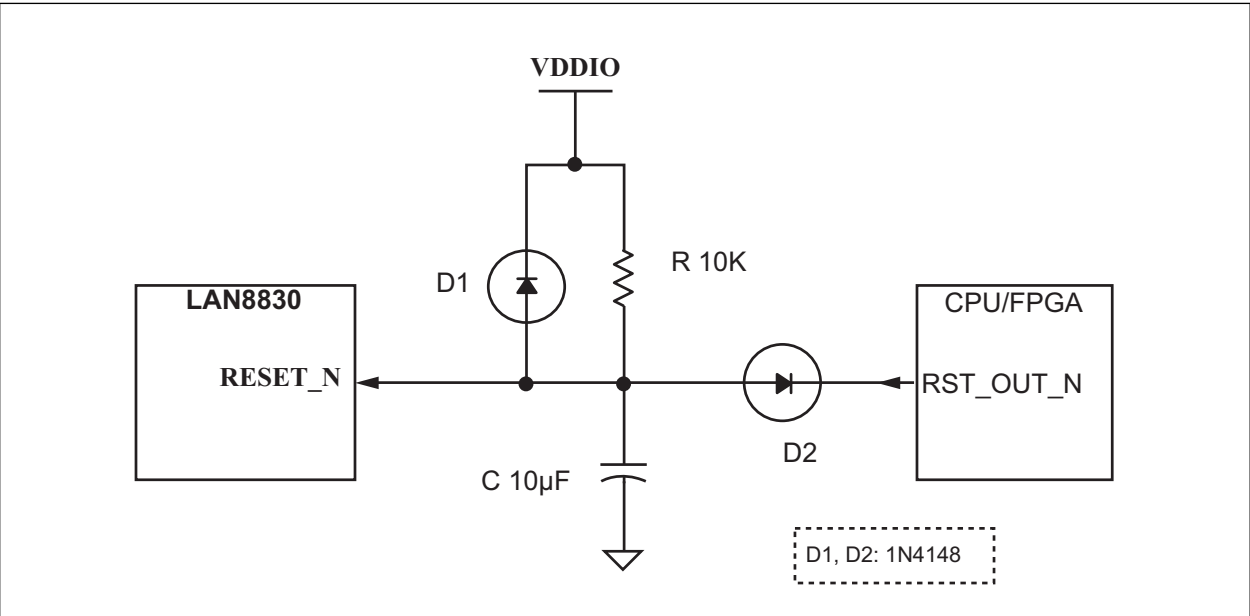 VDDIO
D1
R 10K
LAN8830
CPU/FPGA
RESET_N
RST_OUT_N
D2
C 10µF
D1, D2: 1N4148